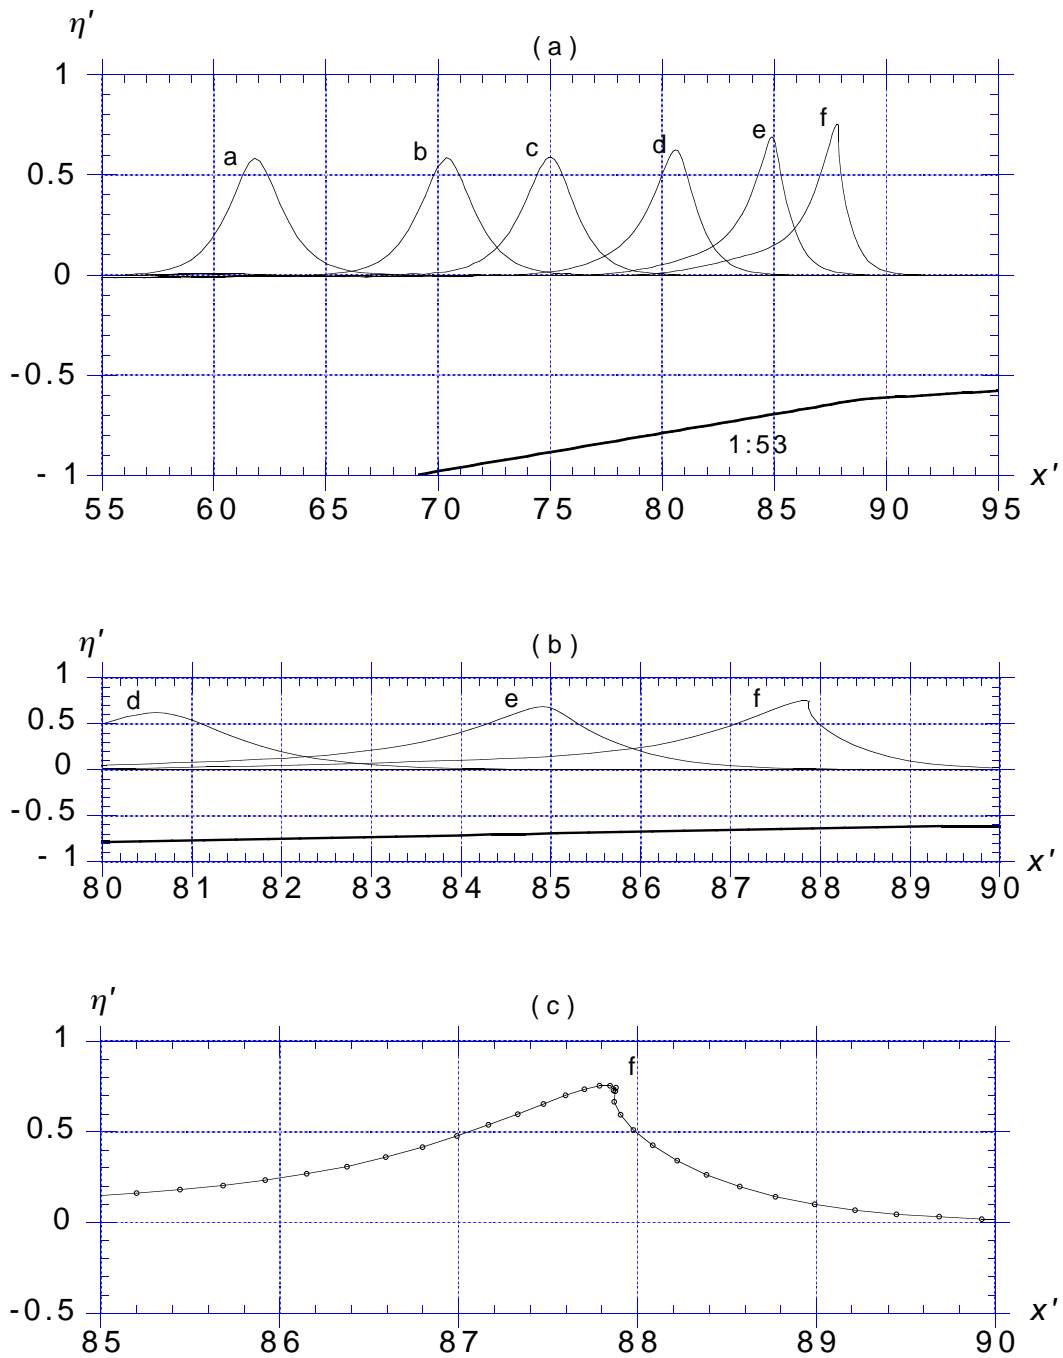 η′
(a)
1
0.5
0
-0.5
-1
a
b
c
d
e
f
1:53
x′
55 60 65 70 75 80 85 90 95
η′
(b)
1
0.5
0
-0.5
-1
d
e
f
x′
80 81 82 83 84 85 86 87 88 89 90
η′
(c)
1
0.5
0
-0.5
f
x′
85 86 87 88 89 90